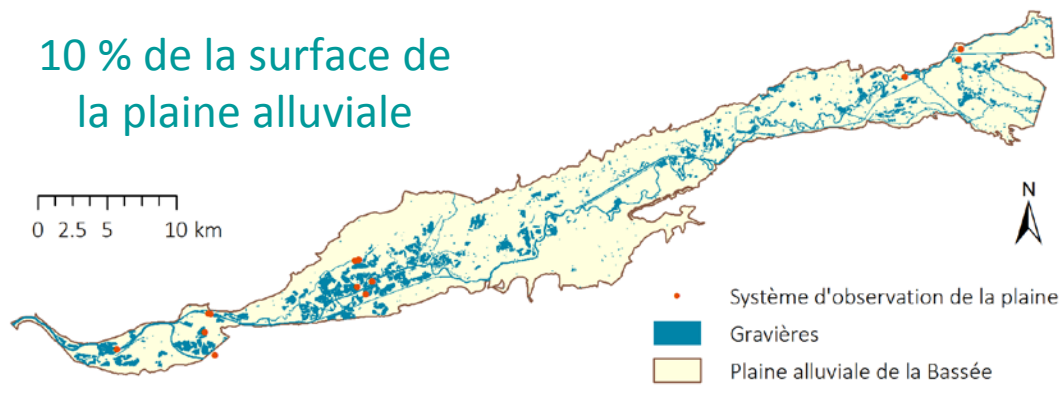 10 % de la surface de
la plaine alluviale
0 2.5 5 10 km
N
Système d'observation de la plaine
Gravières
Plaine alluviale de la Bassée